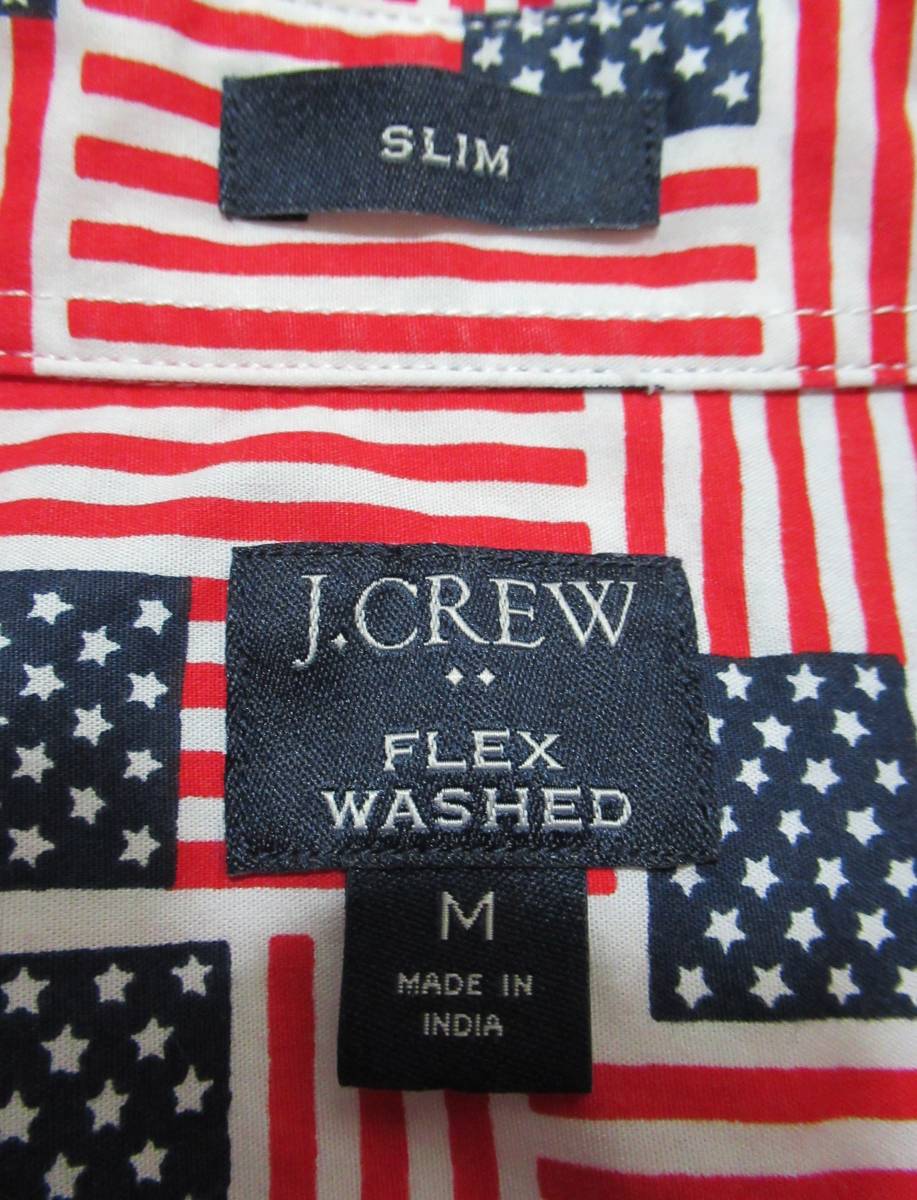 SLIM
J.CREW
FLEX
WASHED
M
MADE IN
INDIA